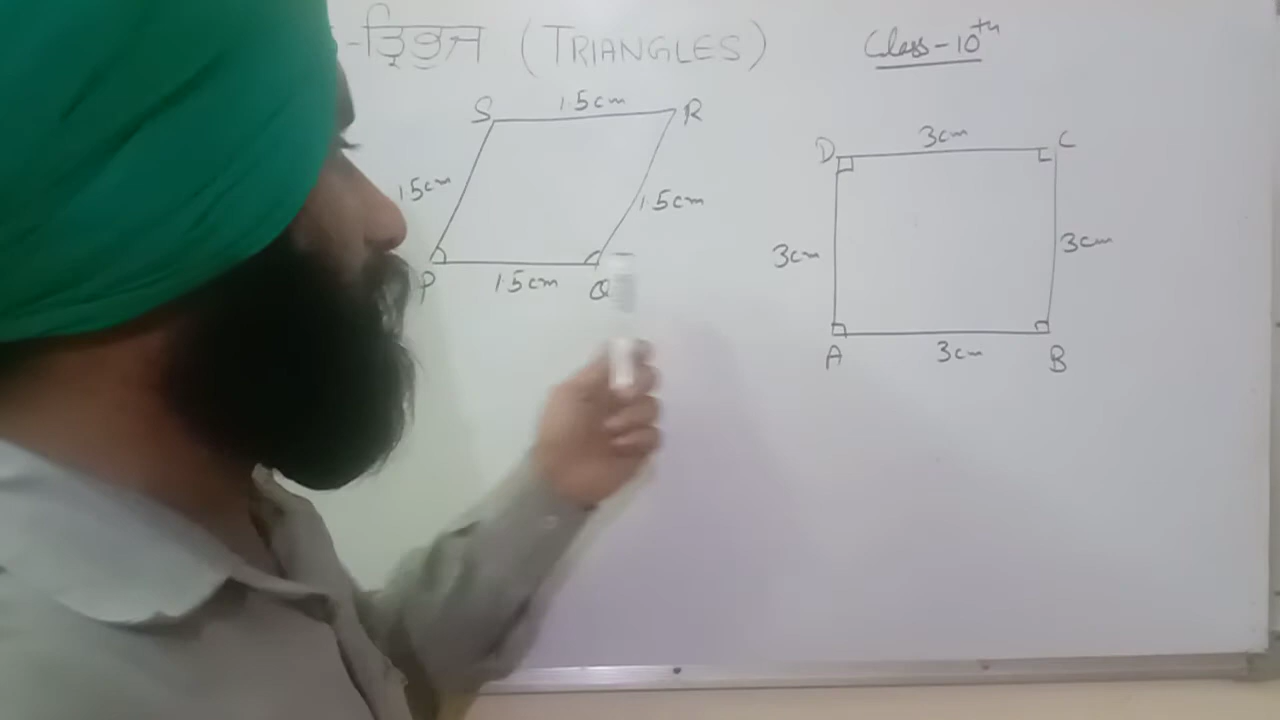 -ਤ੍ਰਿਭੁਜ (TRIANGLES)
Class-10th
S 1.5cm R
1.5cm
1.5cm
P 1.5cm Q
D 3cm C
3cm
3cm
A 3cm B